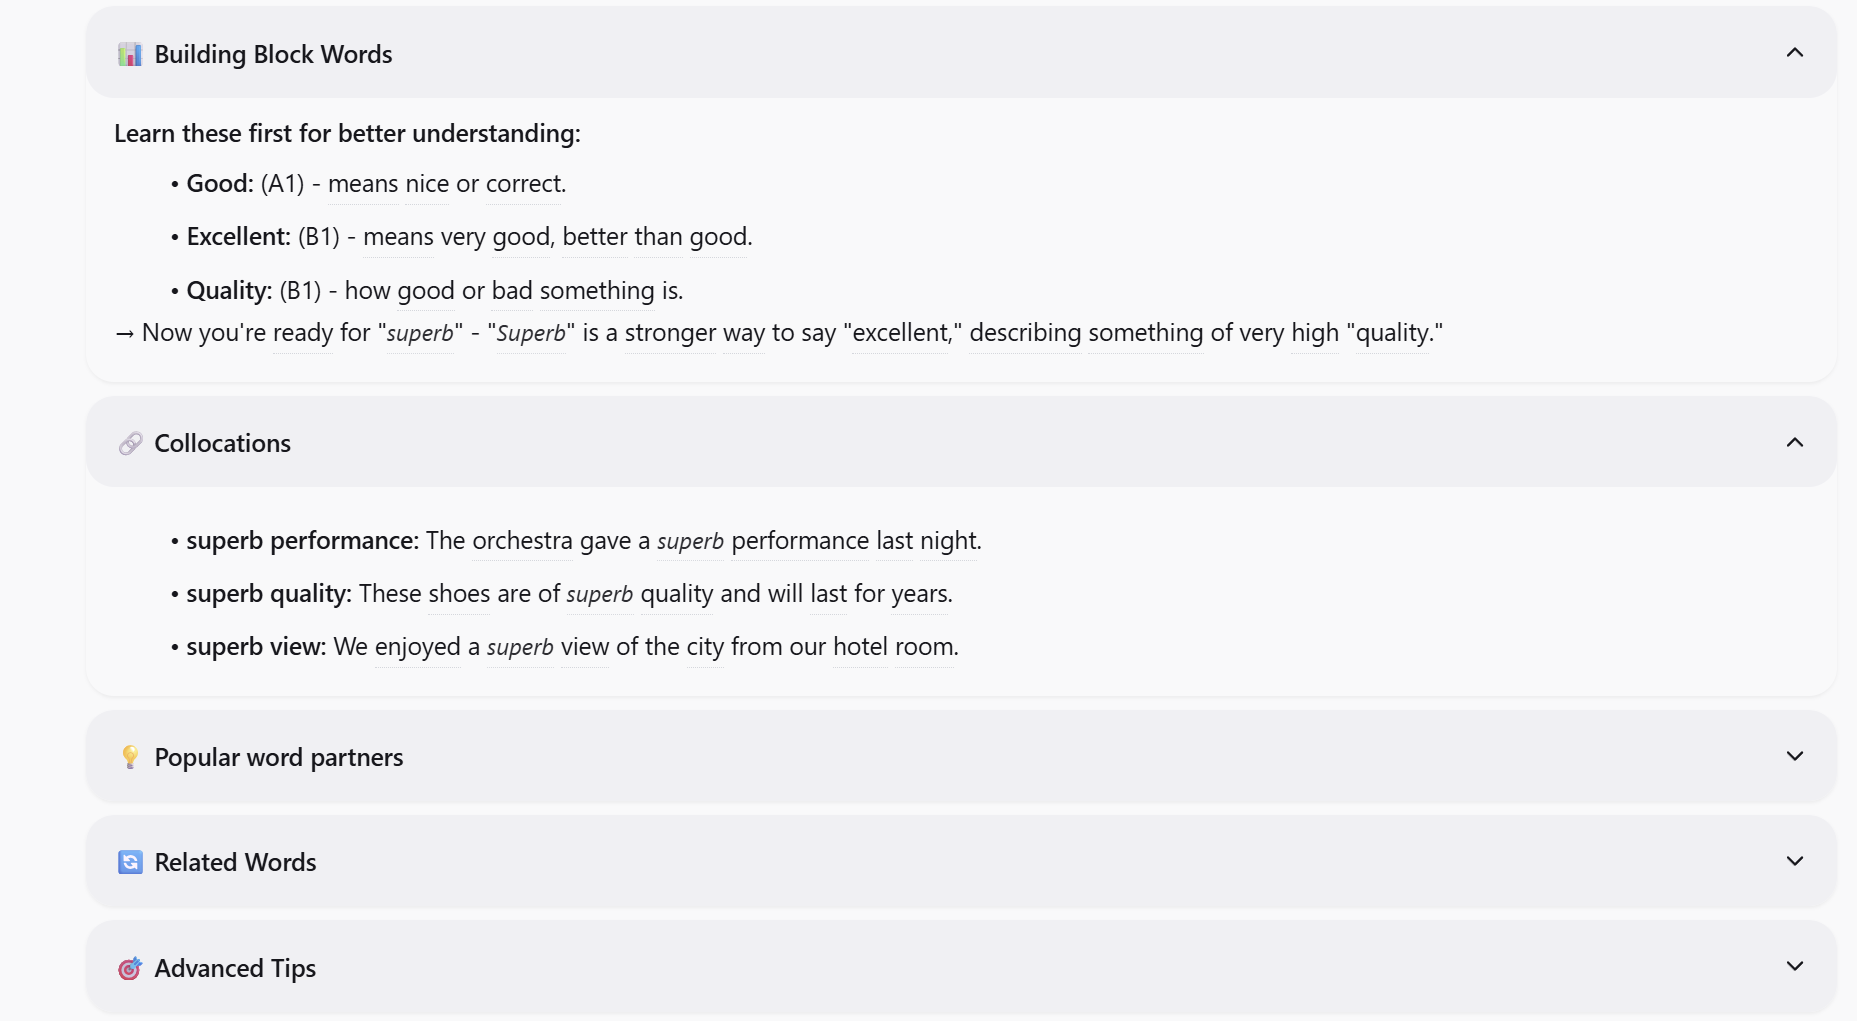 Building Block Words
Learn these first for better understanding:
• Good: (A1) - means nice or correct.
• Excellent: (B1) - means very good, better than good.
• Quality: (B1) - how good or bad something is.
→ Now you're ready for "superb" - "Superb" is a stronger way to say "excellent," describing something of very high "quality."
Collocations
• superb performance: The orchestra gave a superb performance last night.
• superb quality: These shoes are of superb quality and will last for years.
• superb view: We enjoyed a superb view of the city from our hotel room.
Popular word partners
Related Words
Advanced Tips